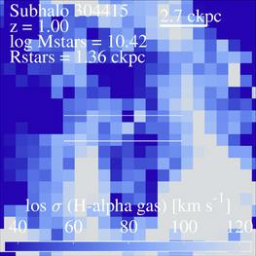 Subhalo 304415
2.7 ckpc
z = 1.00
log Mstars = 10.42
Rstars = 1.36 ckpc
los σ (H-alpha gas) [km s⁻¹]
40 60 80 100 120